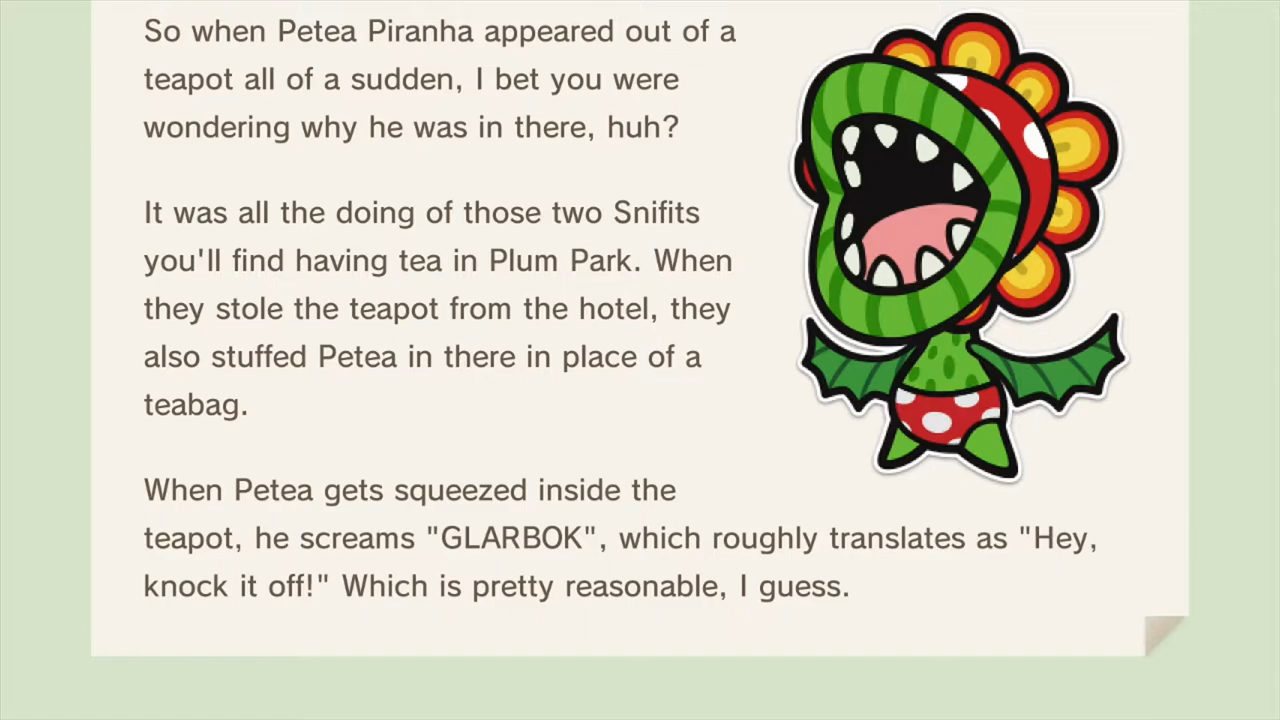 So when Petea Piranha appeared out of a
teapot all of a sudden, I bet you were
wondering why he was in there, huh?
It was all the doing of those two Snifits
you'll find having tea in Plum Park. When
they stole the teapot from the hotel, they
also stuffed Petea in there in place of a
teabag.
When Petea gets squeezed inside the
teapot, he screams "GLARBOK", which roughly translates as "Hey,
knock it off!" Which is pretty reasonable, I guess.